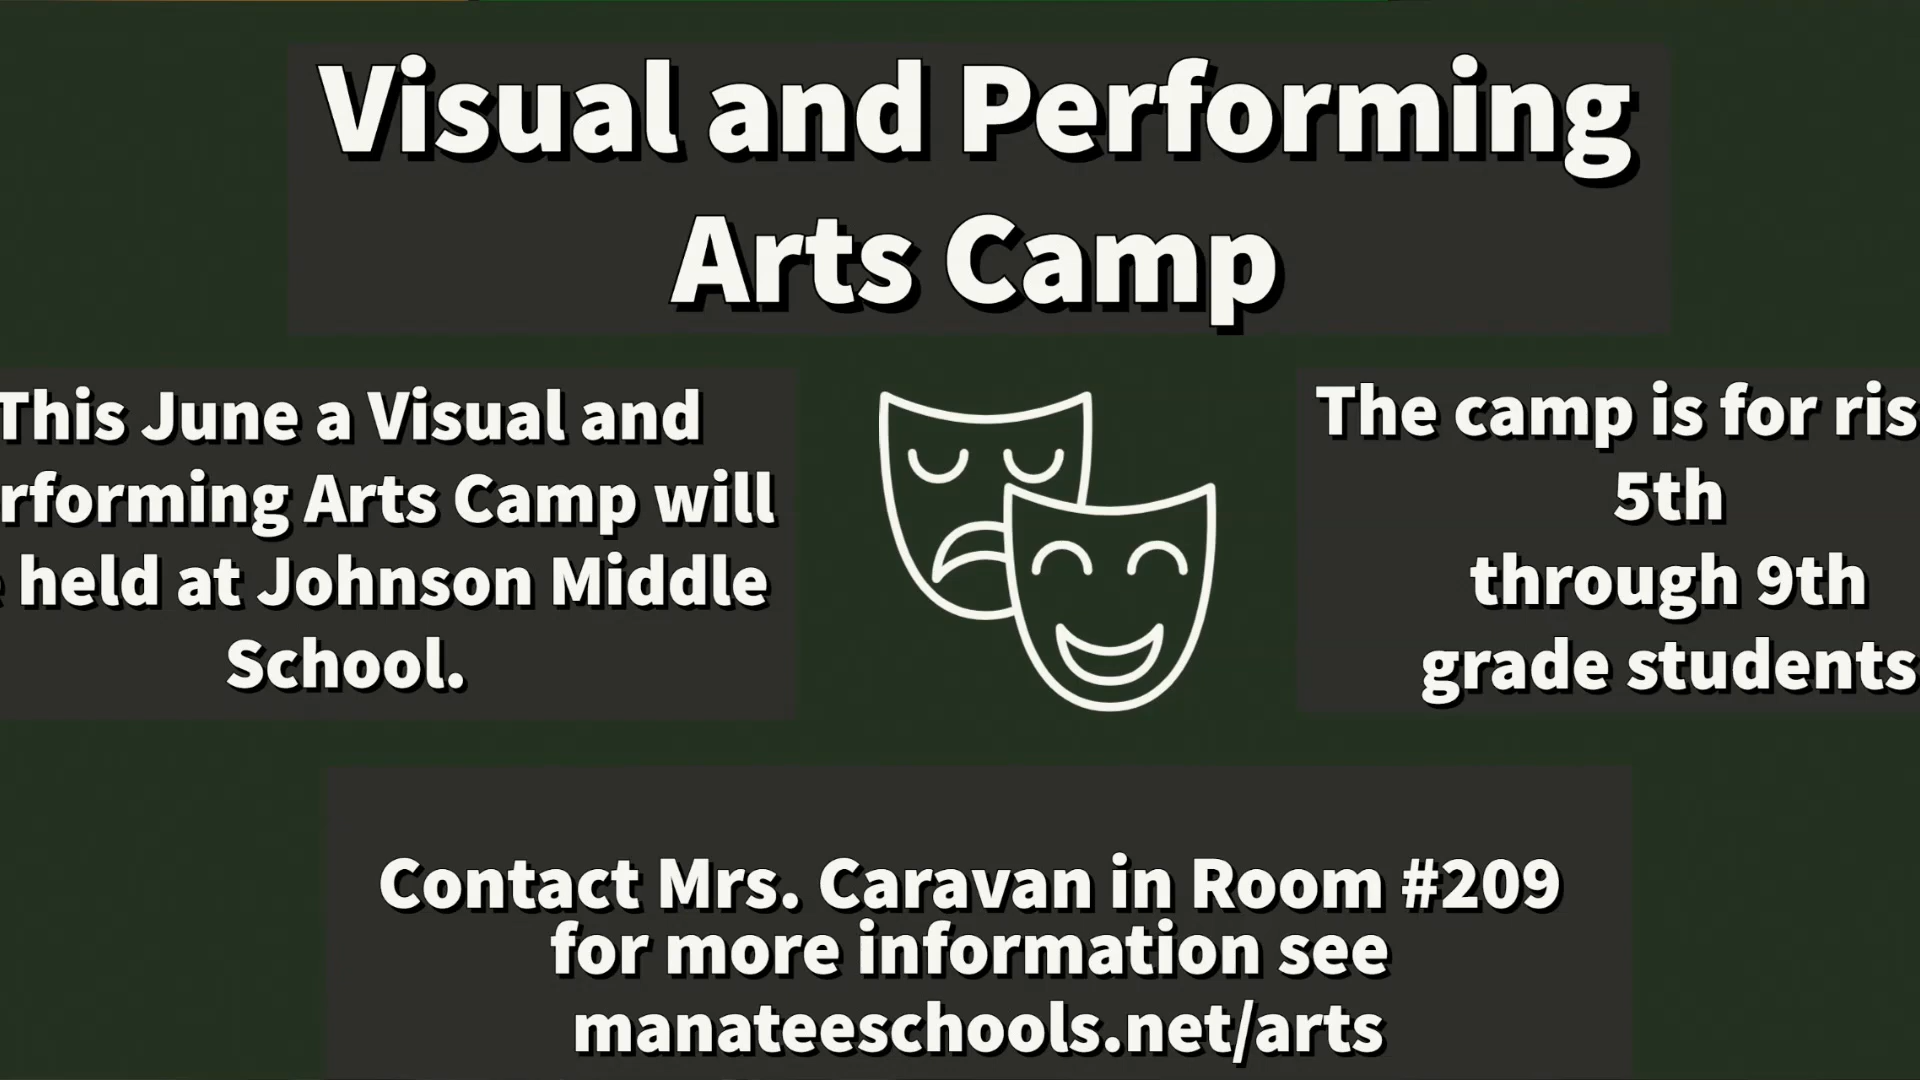 Visual and Performing
Arts Camp
This June a Visual and
rforming Arts Camp will
held at Johnson Middle
School.
The camp is for ris
5th
through 9th
grade students
Contact Mrs. Caravan in Room #209
for more information see
manateeschools.net/arts